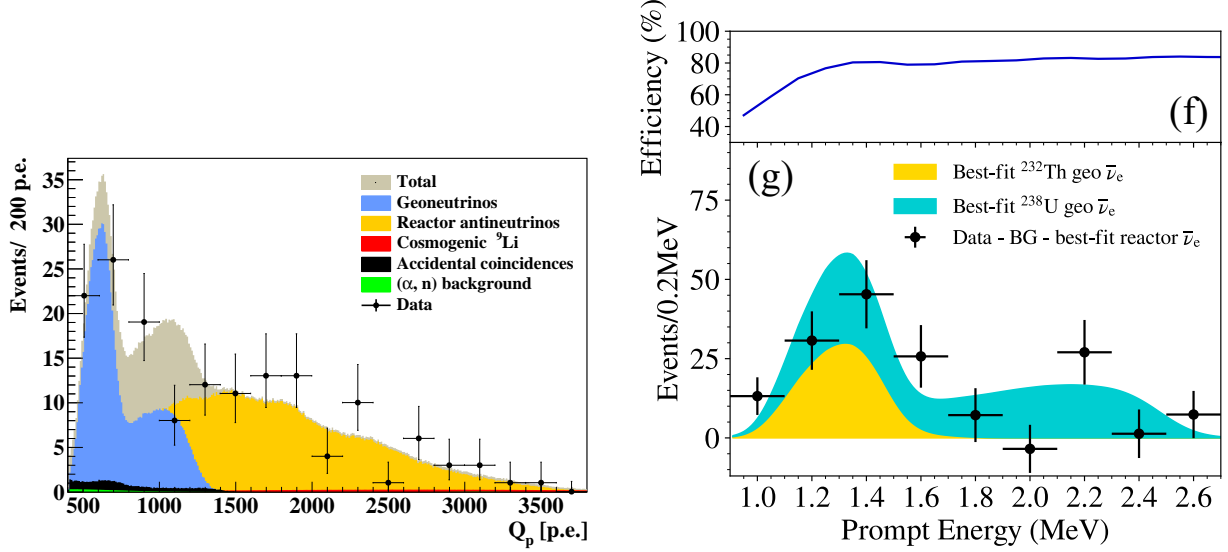 Events/ 200 p.e.
35
30
25
20
15
10
5
0
Total
Geoneutrinos
Reactor antineutrinos
Cosmogenic ⁹Li
Accidental coincidences
(α, n) background
Data
500 1000 1500 2000 2500 3000 3500
Qₚ [p.e.]
Efficiency (%)
100
80
60
40
(f)
Events/0.2MeV
75
50
25
0
(g)
Best-fit ²³²Th geo ν̅ₑ
Best-fit ²³⁸U geo ν̅ₑ
Data - BG - best-fit reactor ν̅ₑ
1.0 1.2 1.4 1.6 1.8 2.0 2.2 2.4 2.6
Prompt Energy (MeV)